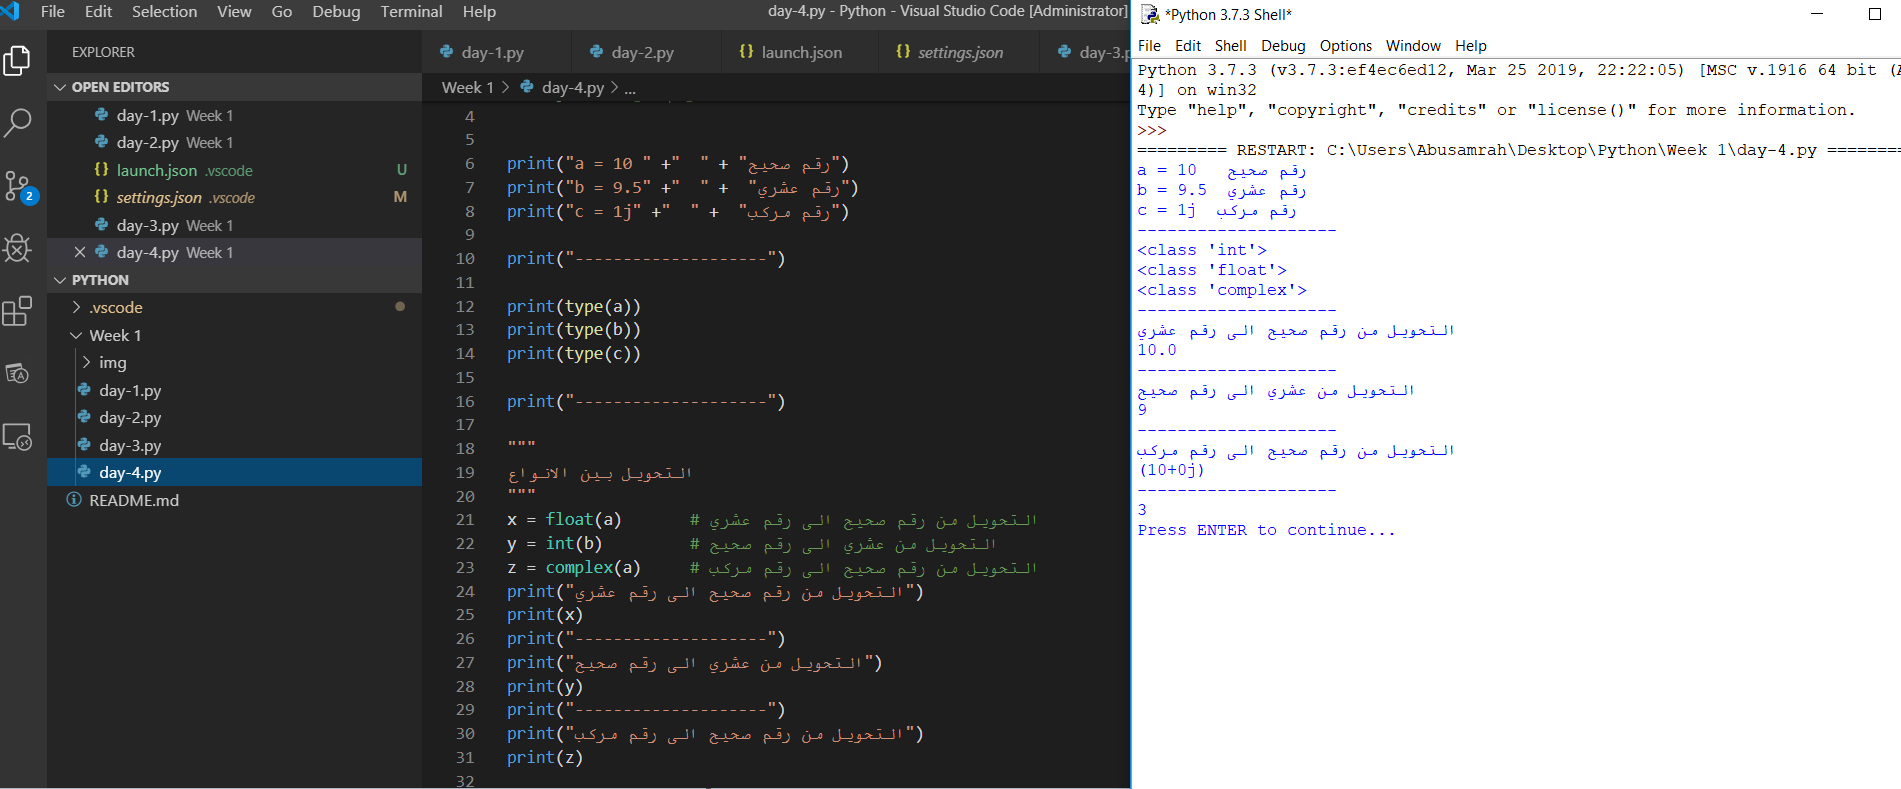 File Edit Selection View Go Debug Terminal Help
day-4.py - Python - Visual Studio Code [Administrator]
EXPLORER
OPEN EDITORS
day-1.py Week 1
day-2.py Week 1
launch.json .vscode U
settings.json .vscode M
day-3.py Week 1
day-4.py Week 1
2
PYTHON
.vscode
Week 1
img
day-1.py
day-2.py
day-3.py
day-4.py
README.md
day-1.py day-2.py launch.json settings.json day-3.p
Week 1 > day-4.py > ...
4
5
6 print("a = 10 " +"  " + "رقم صحيح")
7 print("b = 9.5" +"  " +  "رقم عشري")
8 print("c = 1j" +"  " +  "رقم مركب")
9
10 print("--------------------")
11
12 print(type(a))
13 print(type(b))
14 print(type(c))
15
16 print("--------------------")
17
18 """
19 التحويل بين الانواع
20 """
21 x = float(a) # التحويل من رقم صحيح الى رقم عشري
22 y = int(b) # التحويل من عشري الى رقم صحيح
23 z = complex(a) # التحويل من رقم صحيح الى رقم مركب
24 print("التحويل من رقم صحيح الى رقم عشري")
25 print(x)
26 print("--------------------")
27 print("التحويل من عشري الى رقم صحيح")
28 print(y)
29 print("--------------------")
30 print("التحويل من رقم صحيح الى رقم مركب")
31 print(z)
32
*Python 3.7.3 Shell*
File Edit Shell Debug Options Window Help
Python 3.7.3 (v3.7.3:ef4ec6ed12, Mar 25 2019, 22:22:05) [MSC v.1916 64 bit (A
4)] on win32
Type "help", "copyright", "credits" or "license()" for more information.
>>>
========= RESTART: C:\Users\Abusamrah\Desktop\Python\Week 1\day-4.py ========
a = 10   رقم صحيح
b = 9.5  رقم عشري
c = 1j  رقم مركب
--------------------
<class 'int'>
<class 'float'>
<class 'complex'>
--------------------
التحويل من رقم صحيح الى رقم عشري
10.0
--------------------
التحويل من عشري الى رقم صحيح
9
--------------------
التحويل من رقم صحيح الى رقم مركب
(10+0j)
--------------------
3
Press ENTER to continue...